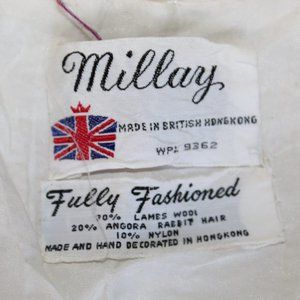 Millay
MADE IN BRITISH HONGKONG
WPL 9362
Fully Fashioned
70% LAMES WOOL
20% ANGORA RABBIT HAIR
10% NYLON
MADE AND HAND DECORATED IN HONGKONG